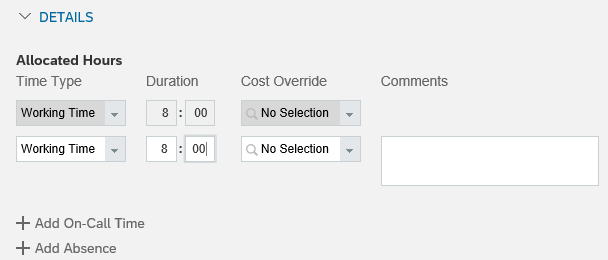 DETAILS
Allocated Hours
Time Type Duration Cost Override Comments
Working Time 8 : 00 No Selection
Working Time 8 : 00 No Selection
Add On-Call Time
Add Absence